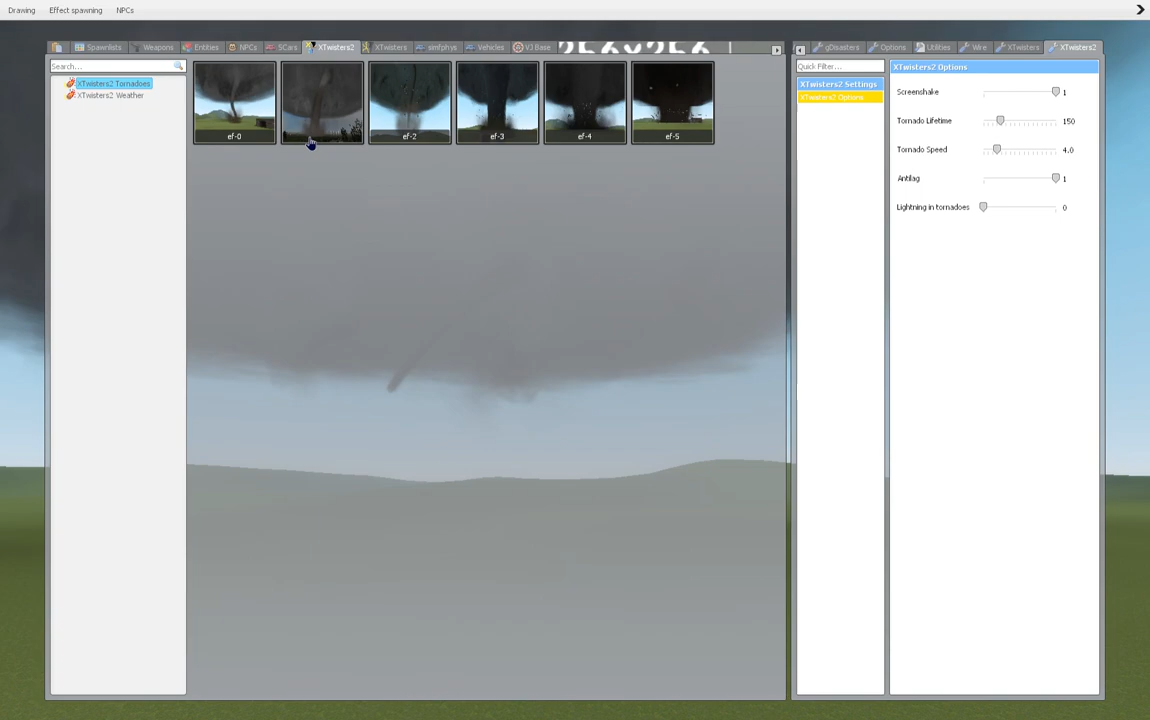 Drawing Effect spawning NPCs
Spawnlists Weapons Entities NPCs SCars XTwisters2 XTwisters simfphys Vehicles VJ Base 256x256
gDisasters Options Utilities Wire XTwisters XTwisters2
Search...
XTwisters2 Tornadoes
XTwisters2 Weather
ef-0 ef-1 ef-2 ef-3 ef-4 ef-5
Quick Filter...
XTwisters2 Settings
XTwisters2 Options
XTwisters2 Options
Screenshake 1
Tornado Lifetime 150
Tornado Speed 4.0
Antilag 1
Lightning in tornadoes 0